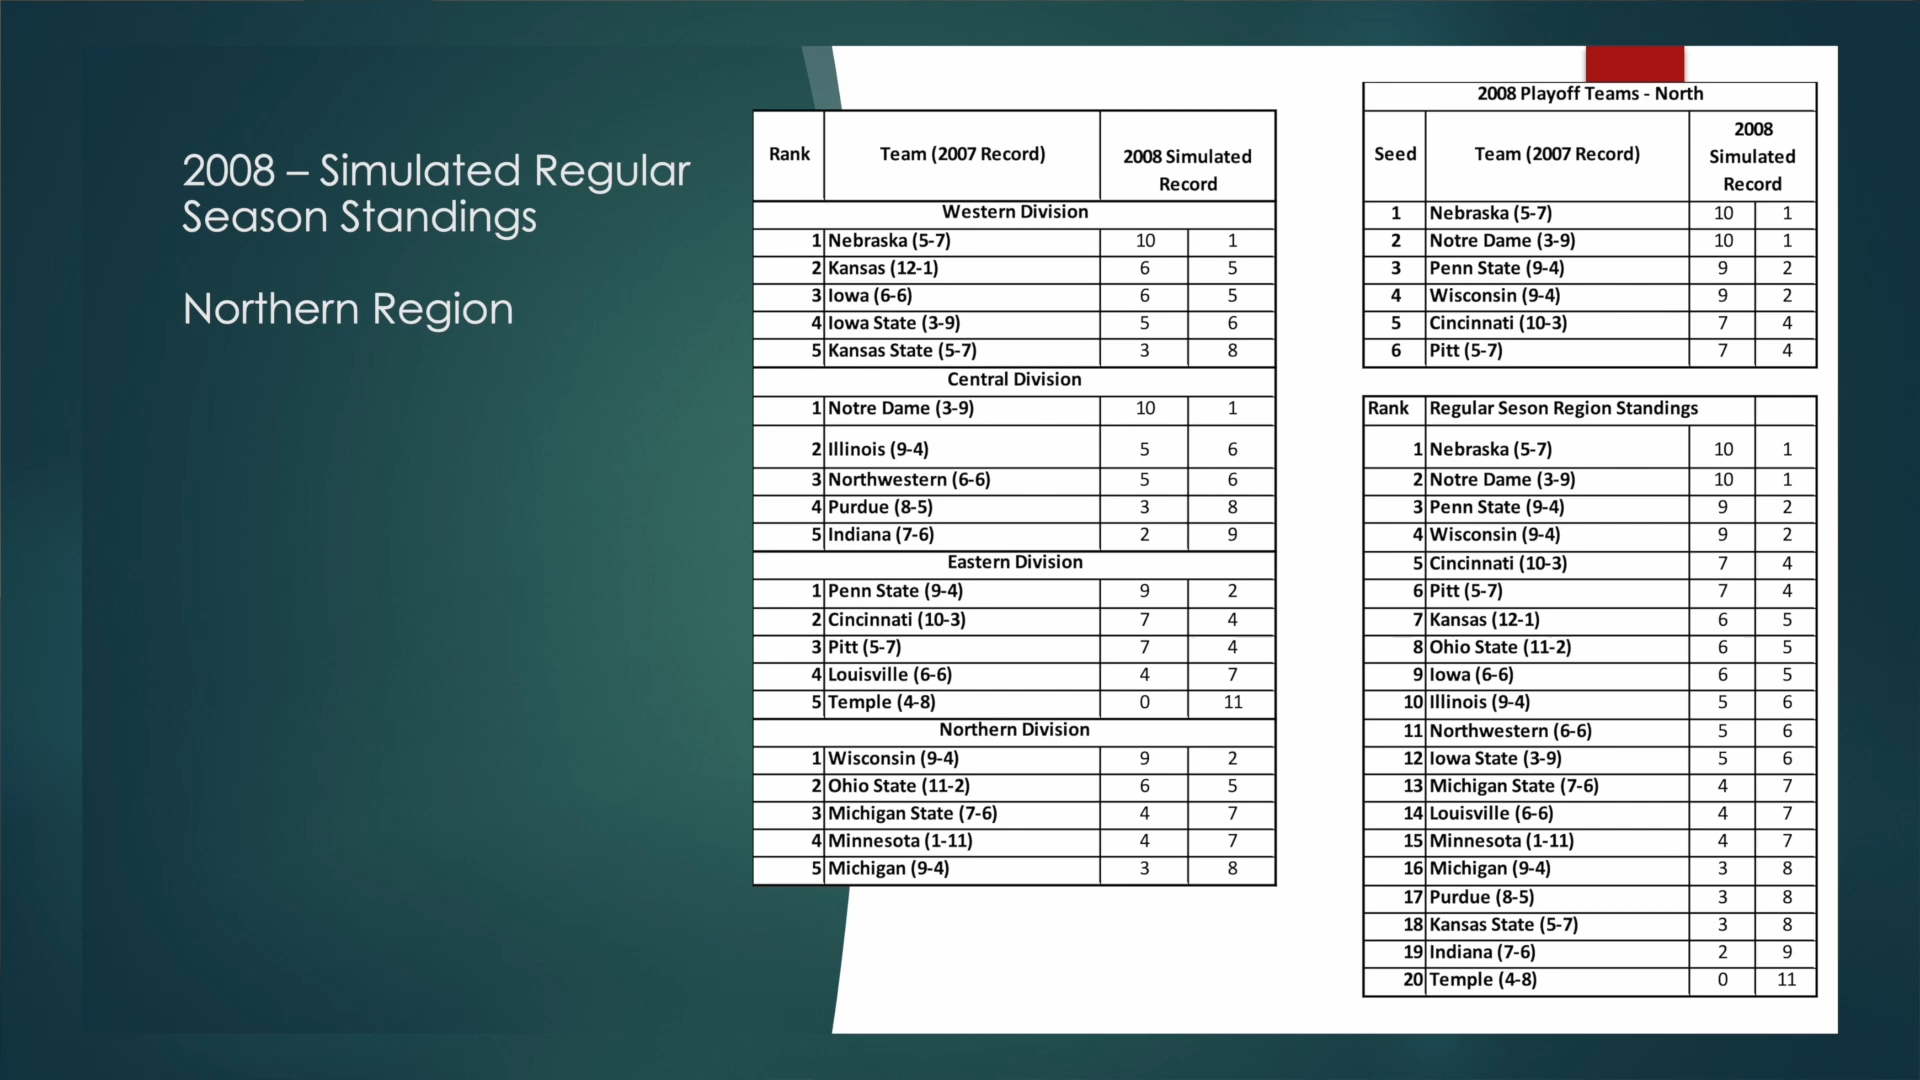 2008 – Simulated Regular
Season Standings
Northern Region
Rank Team (2007 Record) 2008 Simulated Record
Western Division
1 Nebraska (5-7) 10 1
2 Kansas (12-1) 6 5
3 Iowa (6-6) 6 5
4 Iowa State (3-9) 5 6
5 Kansas State (5-7) 3 8
Central Division
1 Notre Dame (3-9) 10 1
2 Illinois (9-4) 5 6
3 Northwestern (6-6) 5 6
4 Purdue (8-5) 3 8
5 Indiana (7-6) 2 9
Eastern Division
1 Penn State (9-4) 9 2
2 Cincinnati (10-3) 7 4
3 Pitt (5-7) 7 4
4 Louisville (6-6) 4 7
5 Temple (4-8) 0 11
Northern Division
1 Wisconsin (9-4) 9 2
2 Ohio State (11-2) 6 5
3 Michigan State (7-6) 4 7
4 Minnesota (1-11) 4 7
5 Michigan (9-4) 3 8
2008 Playoff Teams - North
Seed Team (2007 Record) 2008 Simulated Record
1 Nebraska (5-7) 10 1
2 Notre Dame (3-9) 10 1
3 Penn State (9-4) 9 2
4 Wisconsin (9-4) 9 2
5 Cincinnati (10-3) 7 4
6 Pitt (5-7) 7 4
Rank Regular Seson Region Standings
1 Nebraska (5-7) 10 1
2 Notre Dame (3-9) 10 1
3 Penn State (9-4) 9 2
4 Wisconsin (9-4) 9 2
5 Cincinnati (10-3) 7 4
6 Pitt (5-7) 7 4
7 Kansas (12-1) 6 5
8 Ohio State (11-2) 6 5
9 Iowa (6-6) 6 5
10 Illinois (9-4) 5 6
11 Northwestern (6-6) 5 6
12 Iowa State (3-9) 5 6
13 Michigan State (7-6) 4 7
14 Louisville (6-6) 4 7
15 Minnesota (1-11) 4 7
16 Michigan (9-4) 3 8
17 Purdue (8-5) 3 8
18 Kansas State (5-7) 3 8
19 Indiana (7-6) 2 9
20 Temple (4-8) 0 11